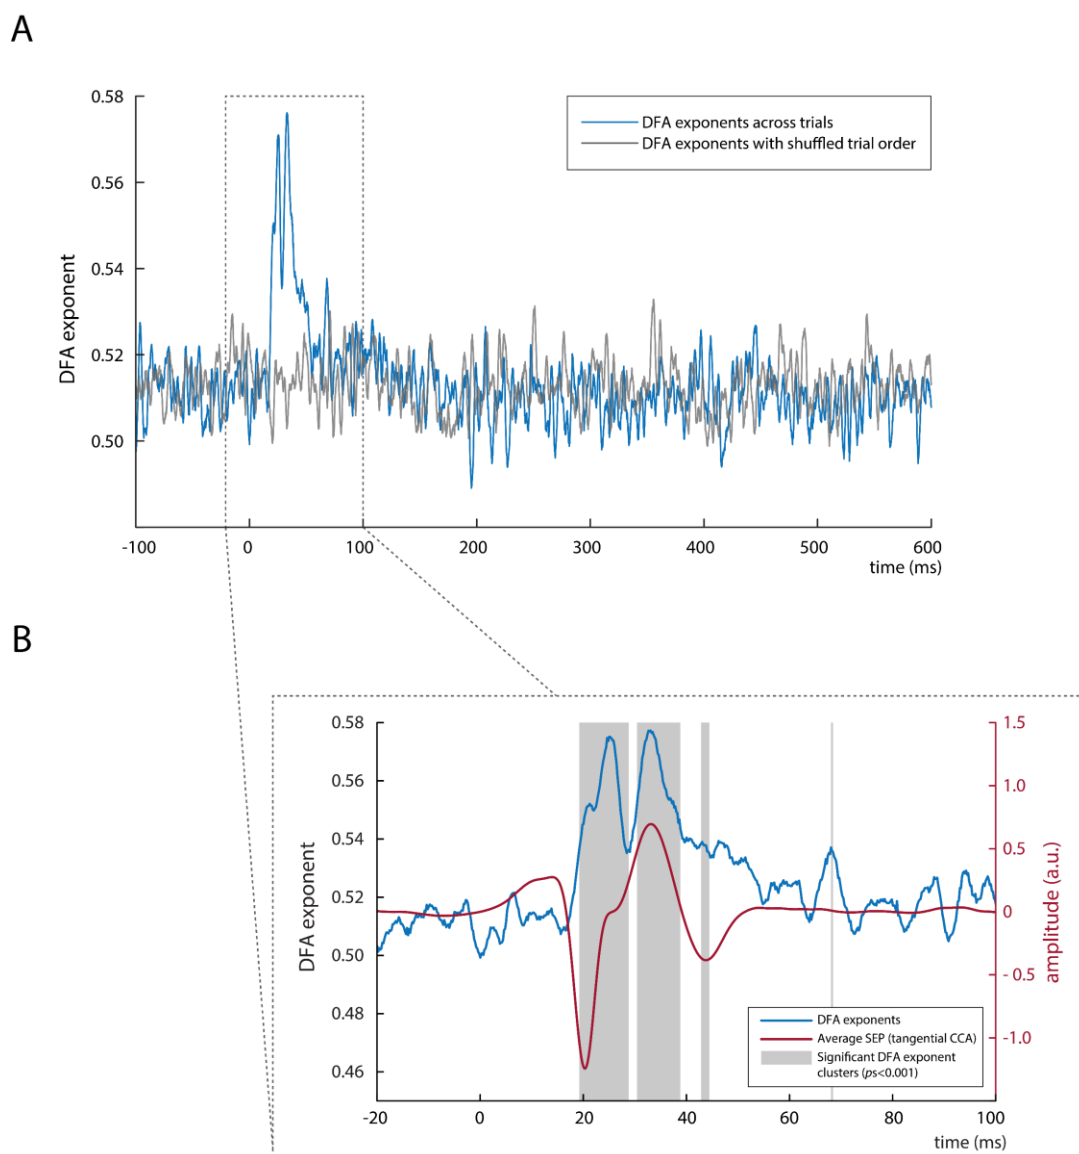 A
0.58
0.56
0.54
0.52
0.50
DFA exponent
DFA exponents across trials
DFA exponents with shuffled trial order
-100 0 100 200 300 400 500 600
time (ms)
B
0.58
0.56
0.54
0.52
0.50
0.48
0.46
DFA exponent
1.5
1.0
0.5
0
- 0.5
-1.0
amplitude (a.u.)
DFA exponents
Average SEP (tangential CCA)
Significant DFA exponent
clusters (ps<0.001)
-20 0 20 40 60 80 100
time (ms)